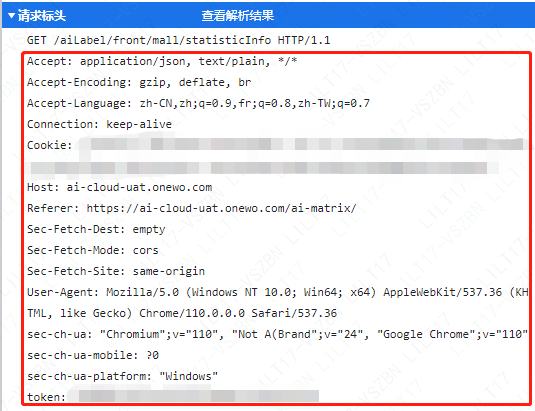 ▼请求标头 查看解析结果
GET /aiLabel/front/mall/statisticInfo HTTP/1.1
Accept: application/json, text/plain, */*
Accept-Encoding: gzip, deflate, br
Accept-Language: zh-CN,zh;q=0.9,fr;q=0.8,zh-TW;q=0.7
Connection: keep-alive
Cookie:
Host: ai-cloud-uat.onewo.com
Referer: https://ai-cloud-uat.onewo.com/ai-matrix/
Sec-Fetch-Dest: empty
Sec-Fetch-Mode: cors
Sec-Fetch-Site: same-origin
User-Agent: Mozilla/5.0 (Windows NT 10.0; Win64; x64) AppleWebKit/537.36 (KH
TML, like Gecko) Chrome/110.0.0.0 Safari/537.36
sec-ch-ua: "Chromium";v="110", "Not A(Brand";v="24", "Google Chrome";v="110"
sec-ch-ua-mobile: ?0
sec-ch-ua-platform: "Windows"
token: